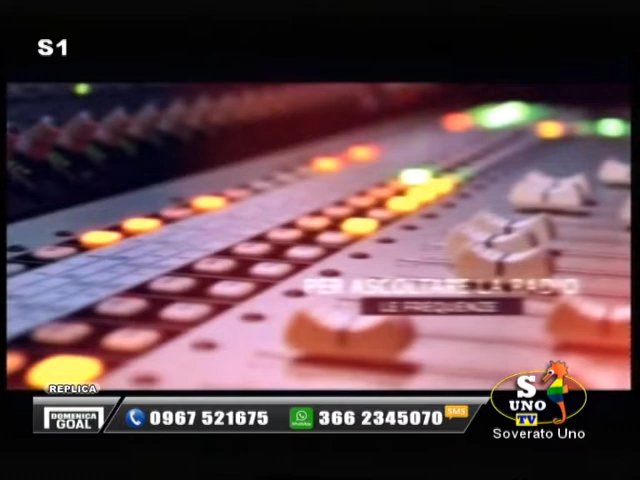 S1
PER ASCOLTARE LA RADIO
LE FREQUENZE
REPLICA
DOMENICA
GOAL
0967 521675
WhatsApp
366 2345070
SMS
S
UNO
TV
Soverato Uno